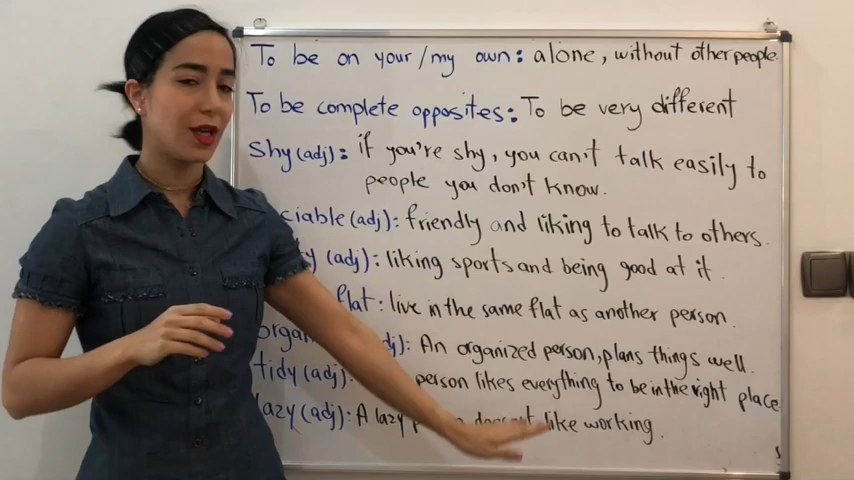 To be on your/my own: alone, without other people
To be complete opposites: To be very different
Shy (adj): if you're shy, you can't talk easily to
people you don't know.
ciable (adj): friendly and liking to talk to others.
ty (adj): liking sports and being good at it.
flat: live in the same flat as another person.
organ dj): An organized person, plans things well.
tidy (adj): person likes everything to be in the right place
lazy (adj): A lazy doesn't like working.